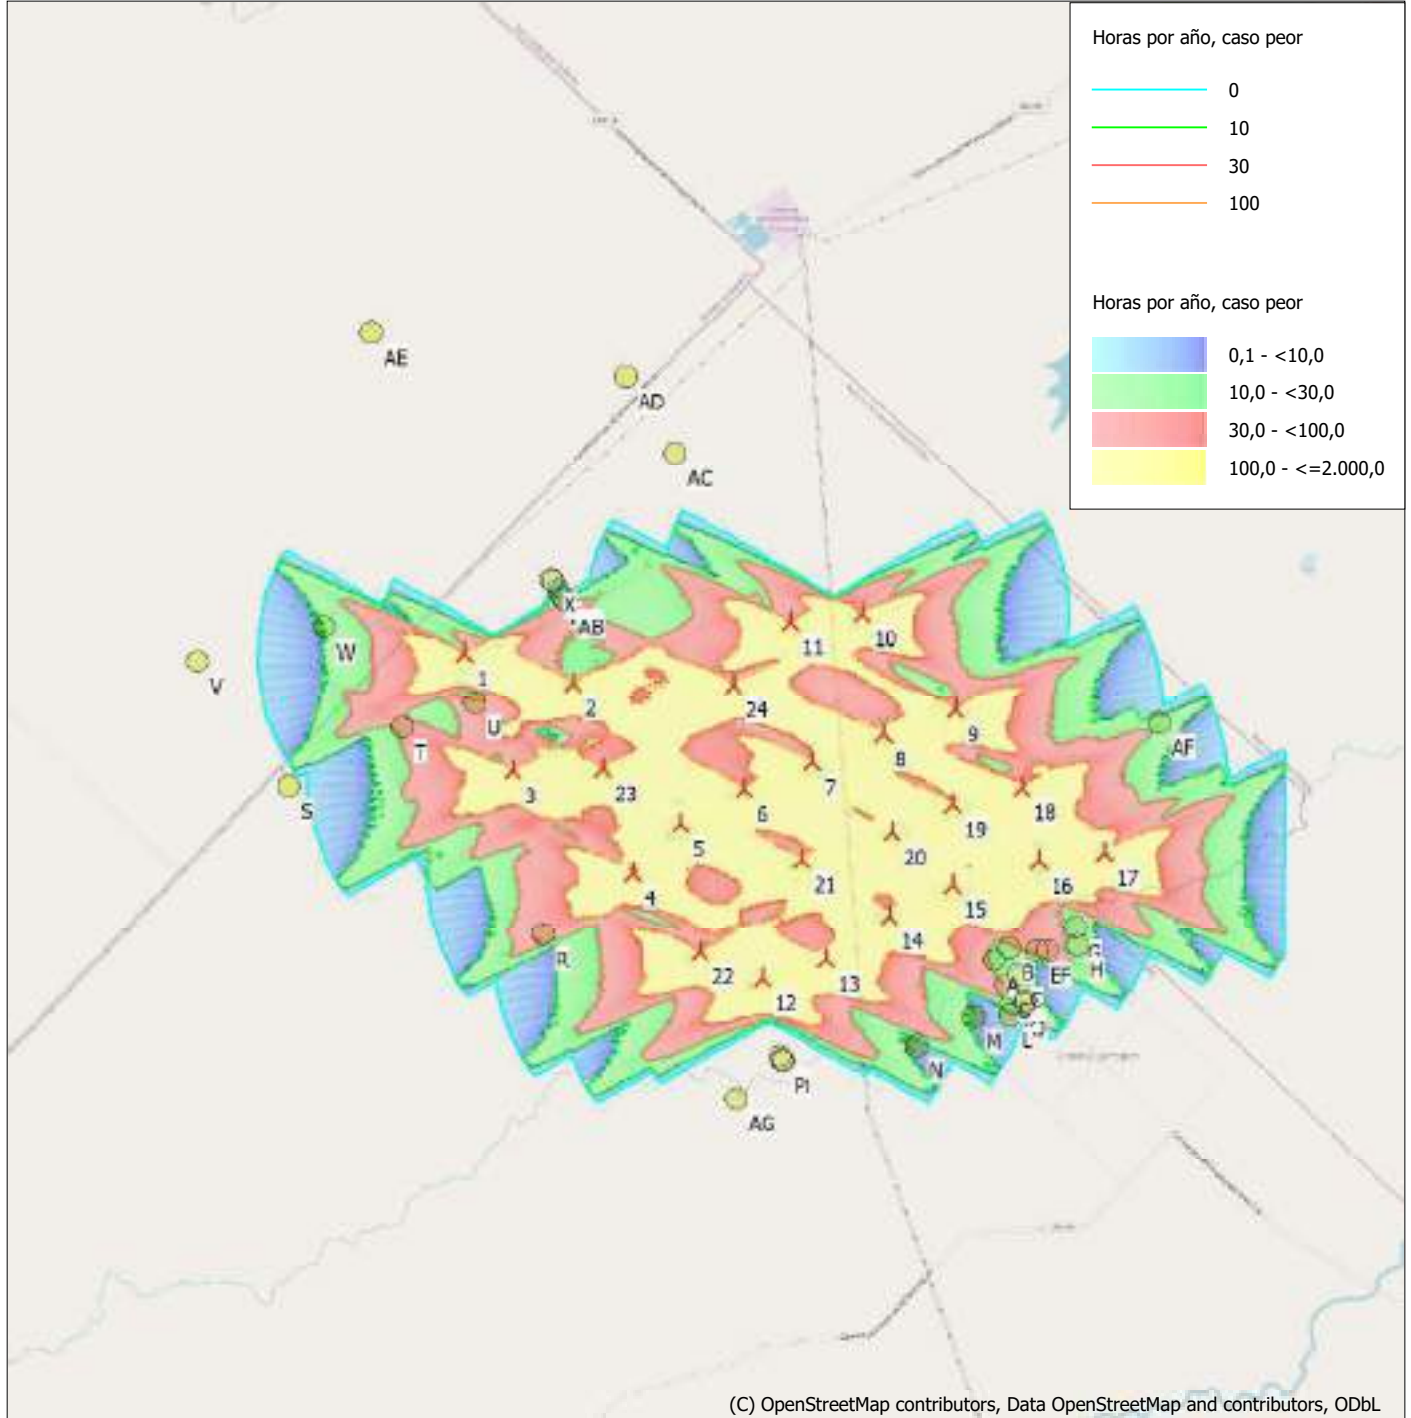 Horas por año, caso peor
0
10
30
100
Horas por año, caso peor
0,1 - <10,0
10,0 - <30,0
30,0 - <100,0
100,0 - <=2.000,0
AE
AD
AC
X
AB
W
V
11
10
1
2
24
9
U
T
AF
8
7
3
23
6
18
S
19
5
20
21
16
17
4
15
14
R
B
EF
H
22
13
A
12
M
L
N
PI
AG
(C) OpenStreetMap contributors, Data OpenStreetMap and contributors, ODbL